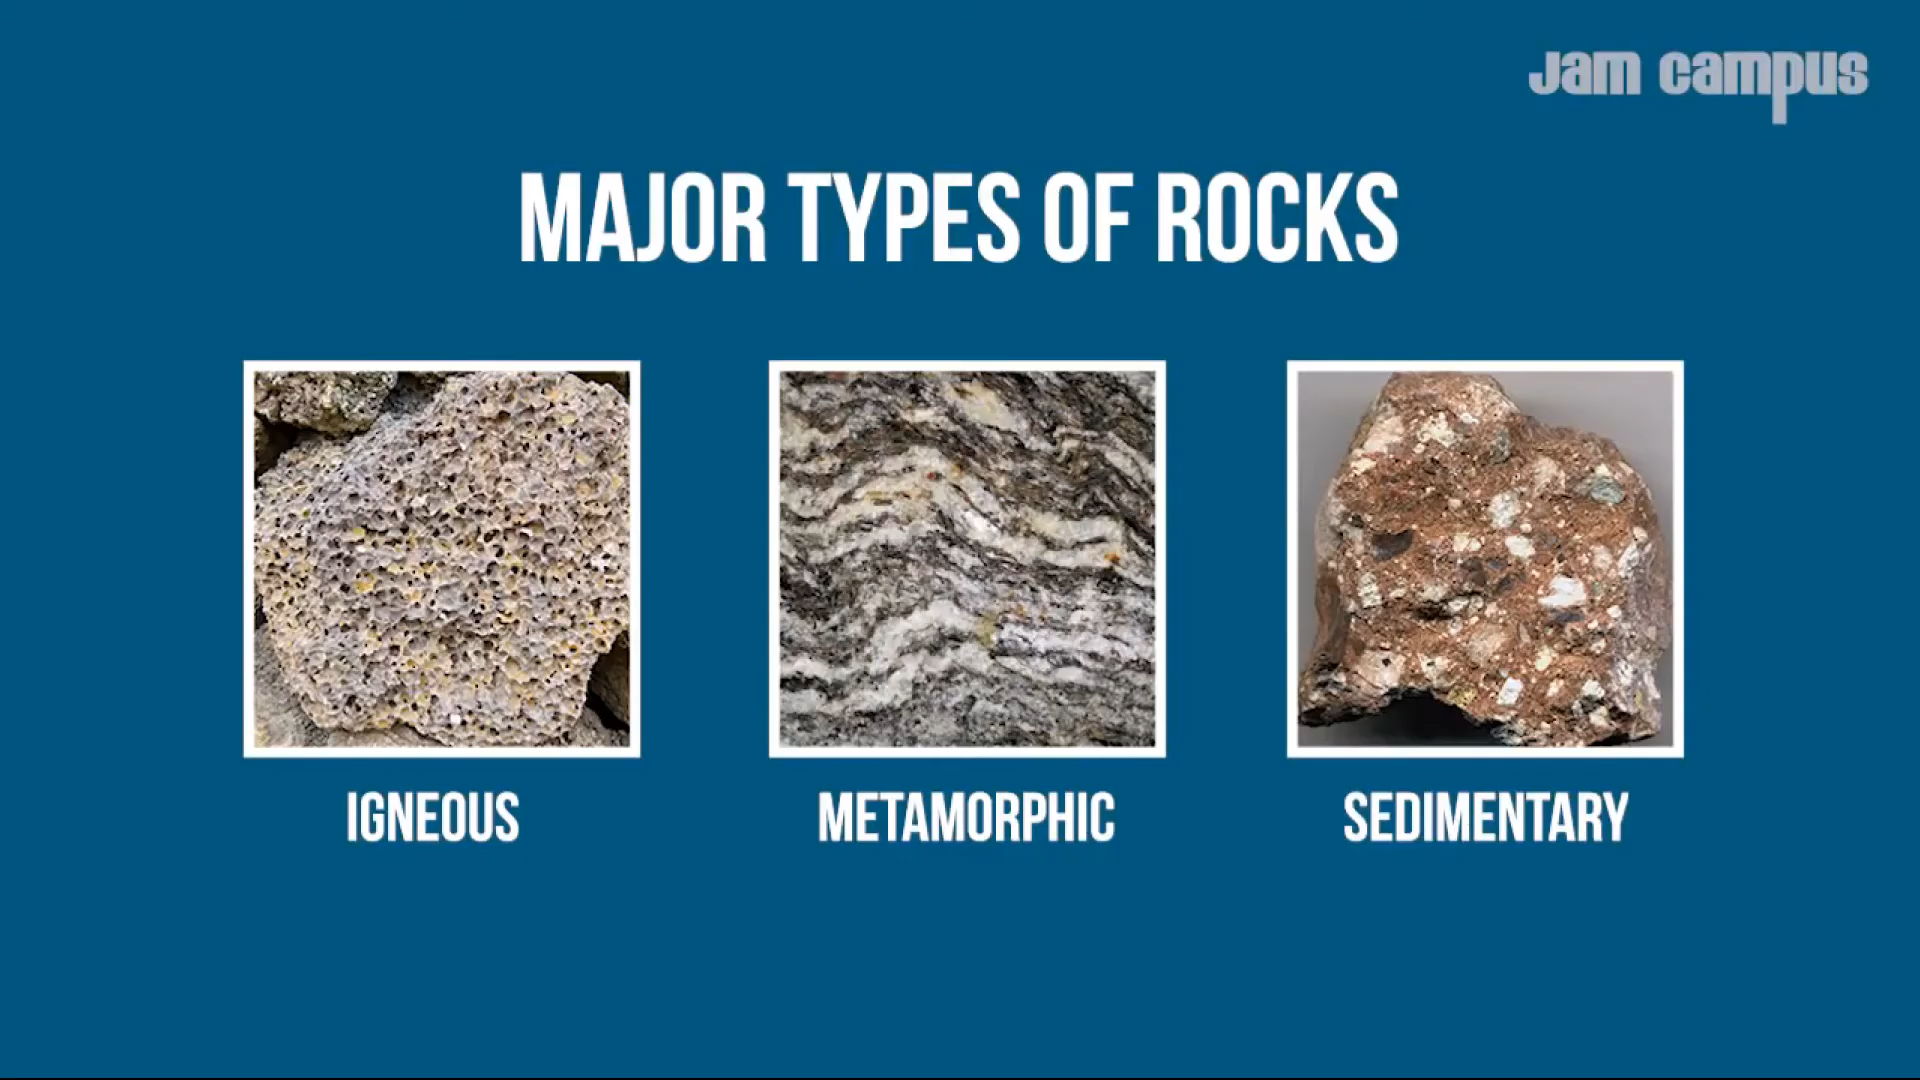 Jam campus
MAJOR TYPES OF ROCKS
IGNEOUS
METAMORPHIC
SEDIMENTARY